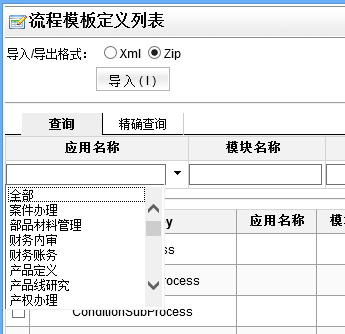 流程模板定义列表
导入/导出格式: Xml Zip
导入(I)
查询 精确查询
应用名称 模块名称
全部
案件办理
部品材料管理
财务内审
财务账务
产品定义
产品线研究
产权办理
y 应用名称
ss
rocess
ConditionSubProcess